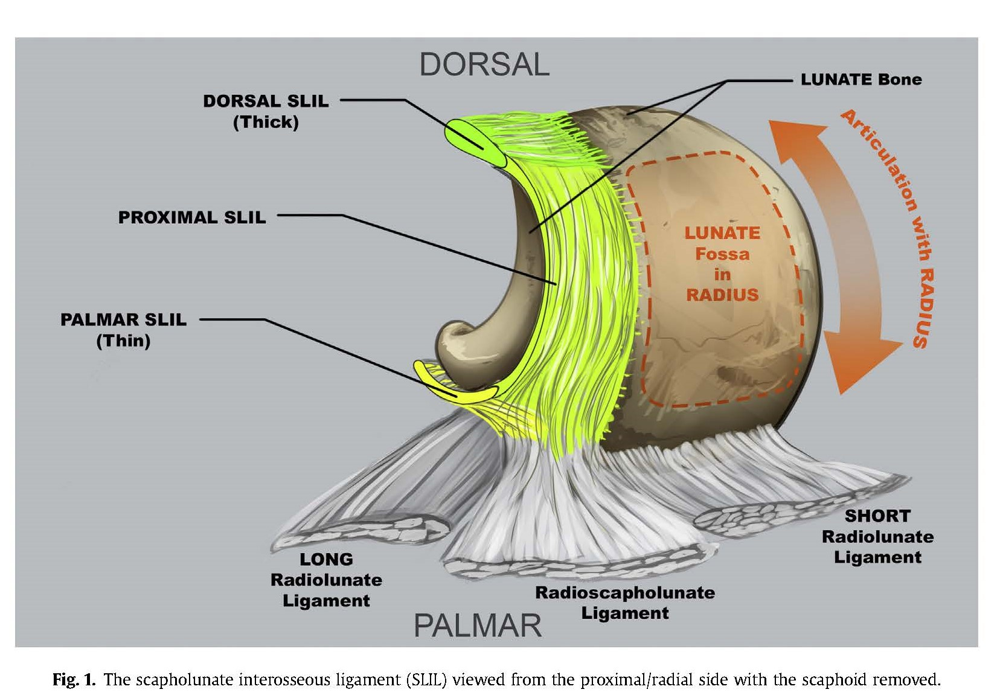 DORSAL
DORSAL SLIL
(Thick)
LUNATE Bone
Articulation with RADIUS
PROXIMAL SLIL
LUNATE
Fossa
in
RADIUS
PALMAR SLIL
(Thin)
SHORT
Radiolunate
Ligament
LONG
Radiolunate
Ligament
Radioscapholunate
Ligament
PALMAR
Fig. 1. The scapholunate interosseous ligament (SLIL) viewed from the proximal/radial side with the scaphoid removed.